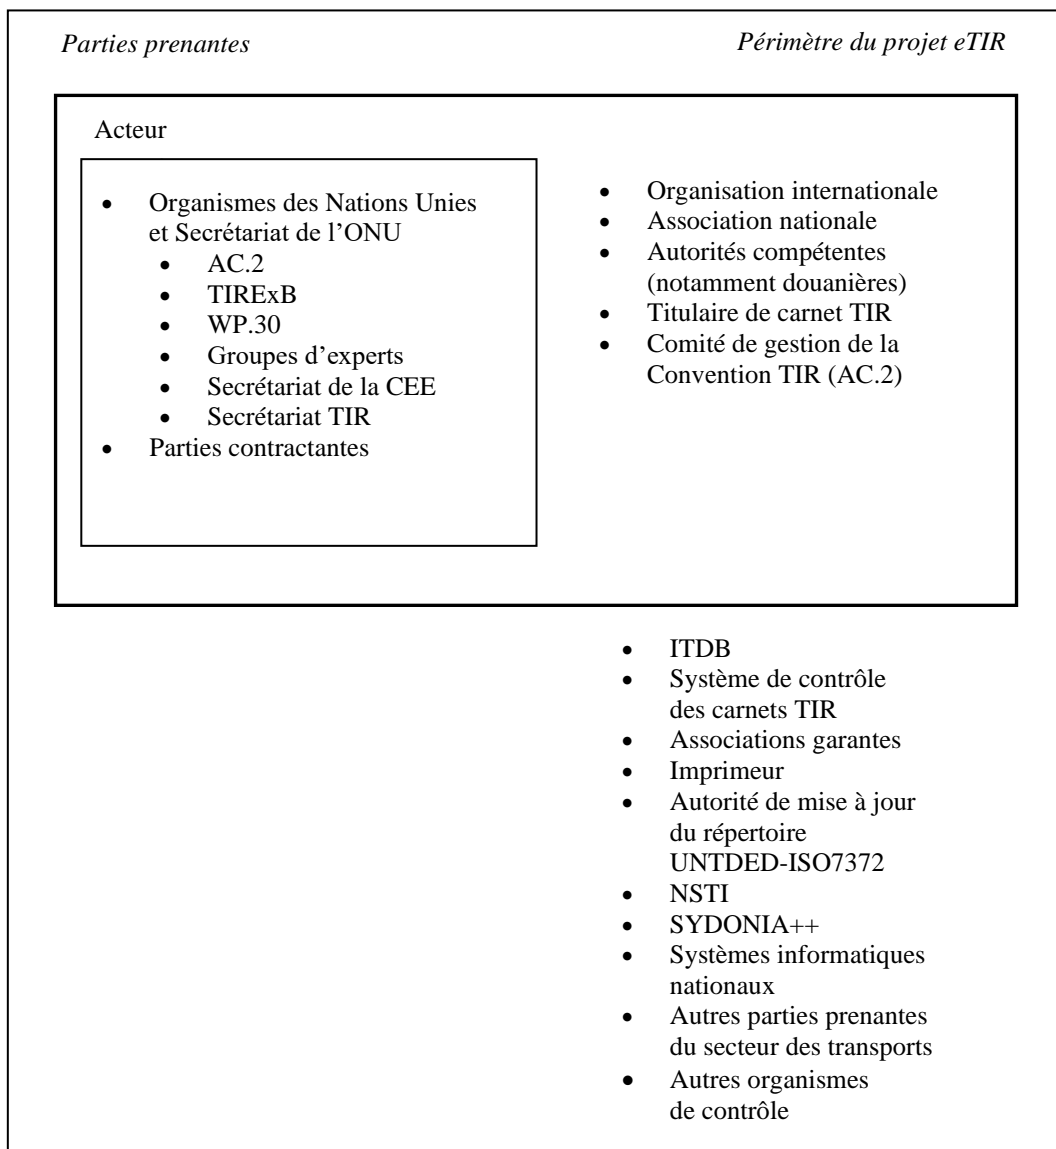 Parties prenantes
Périmètre du projet eTIR
Acteur
• Organismes des Nations Unies
et Secrétariat de l’ONU
• AC.2
• TIRExB
• WP.30
• Groupes d’experts
• Secrétariat de la CEE
• Secrétariat TIR
• Parties contractantes
• Organisation internationale
• Association nationale
• Autorités compétentes
(notamment douanières)
• Titulaire de carnet TIR
• Comité de gestion de la
Convention TIR (AC.2)
• ITDB
• Système de contrôle
des carnets TIR
• Associations garantes
• Imprimeur
• Autorité de mise à jour
du répertoire
UNTDED-ISO7372
• NSTI
• SYDONIA++
• Systèmes informatiques
nationaux
• Autres parties prenantes
du secteur des transports
• Autres organismes
de contrôle